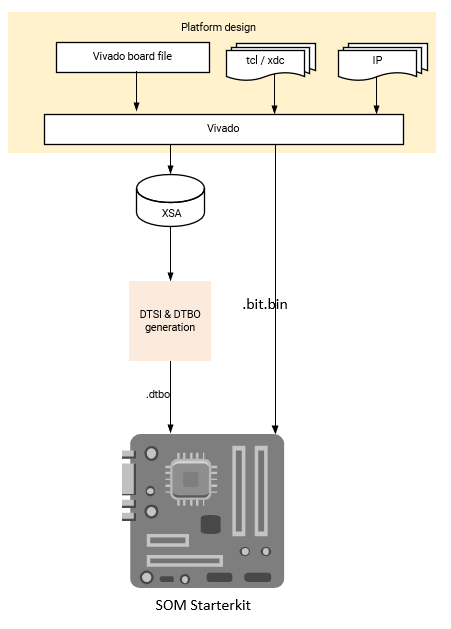 Platform design
Vivado board file
tcl / xdc
IP
Vivado
XSA
DTSI & DTBO
generation
.bit.bin
.dtbo
SOM Starterkit